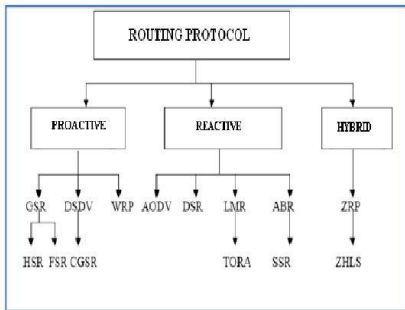 ROUTING PROTOCOL
PROACTIVE REACTIVE HYBRID
GSR DSDV WRP AODV DSR LMR ABR ZRP
HSR FSR CGSR TORA SSR ZHLS